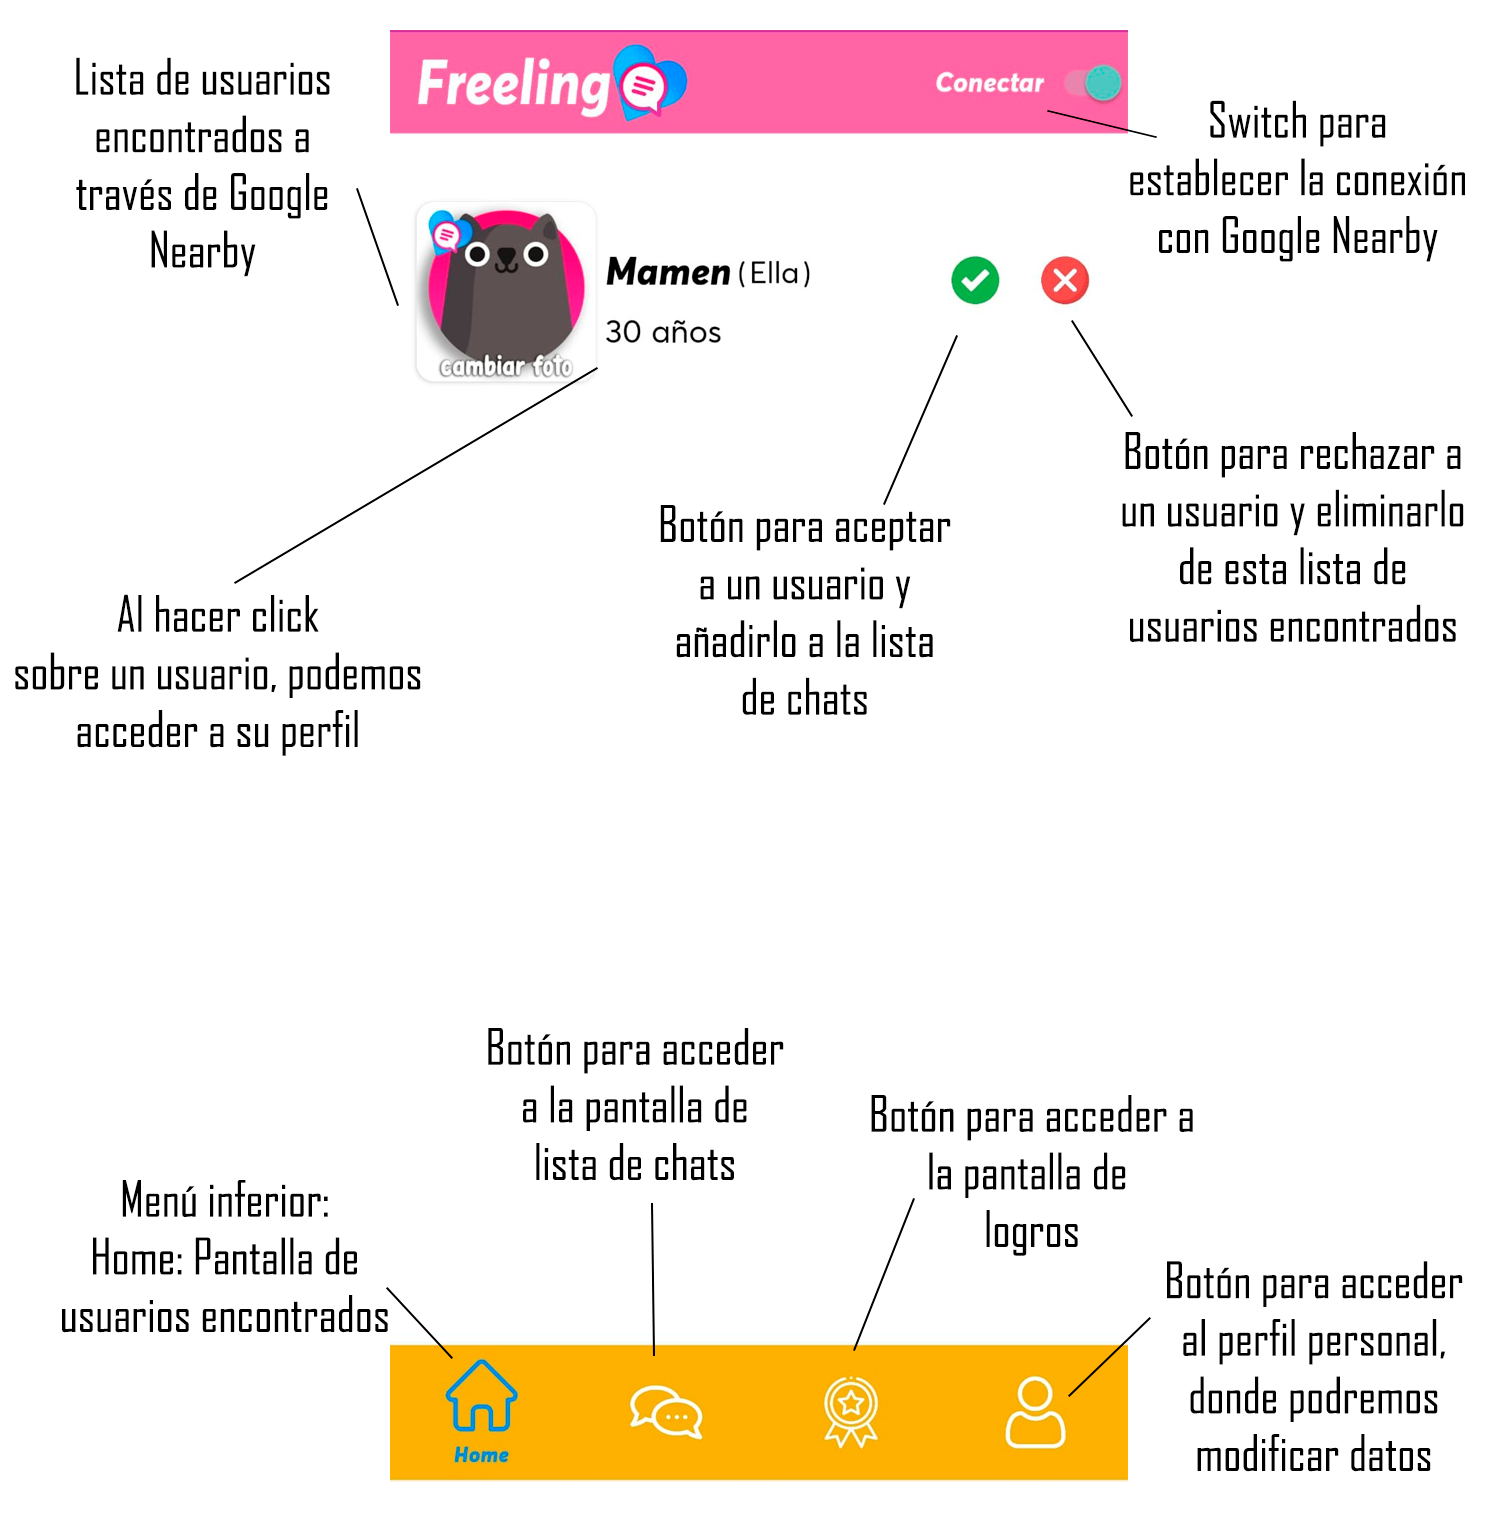 Freeling
Conectar
Lista de usuarios
encontrados a
través de Google
Nearby
Switch para
establecer la conexión
con Google Nearby
Mamen (Ella)
30 años
cambiar foto
Botón para rechazar a
un usuario y eliminarlo
de esta lista de
usuarios encontrados
Botón para aceptar
a un usuario y
añadirlo a la lista
de chats
Al hacer click
sobre un usuario, podemos
acceder a su perfil
Botón para acceder
a la pantalla de
lista de chats
Botón para acceder a
la pantalla de
logros
Menú inferior:
Home: Pantalla de
usuarios encontrados
Botón para acceder
al perfil personal,
donde podremos
modificar datos
Home